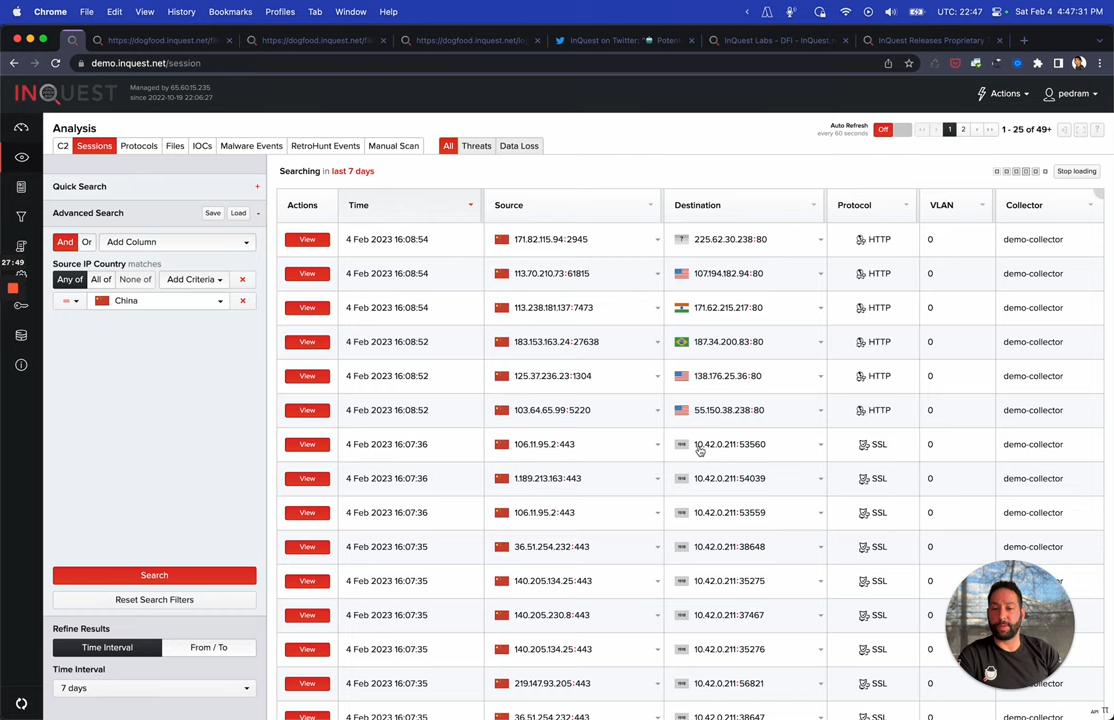 Chrome File Edit View History Bookmarks Profiles Tab Window Help UTC: 22:47 Sat Feb 4 4:47:31 PM
https://dogfood.inquest.net/fil https://dogfood.inquest.net/fil https://dogfood.inquest.net/lo InQuest on Twitter: "Potent InQuest Labs - DFI - InQuest.n InQuest Releases Proprietary T
demo.inquest.net/session
INQUEST Managed by 65.60.15.235
since 2022-10-19 22:06:27
Actions pedram
Analysis
Auto Refresh
every 60 seconds
Off 1 2 1 - 25 of 49+
C2 Sessions Protocols Files IOCs Malware Events RetroHunt Events Manual Scan All Threats Data Loss
Searching in last 7 days Stop loading
Quick Search +
Advanced Search Save Load -
And Or Add Column
Source IP Country matches
Any of All of None of Add Criteria
= China
Search
Reset Search Filters
Refine Results
Time Interval From / To
Time Interval
7 days
27:49
Actions Time Source Destination Protocol VLAN Collector
View 4 Feb 2023 16:08:54 171.82.115.94:2945 ? 225.62.30.238:80 HTTP 0 demo-collector
View 4 Feb 2023 16:08:54 113.70.210.73:61815 107.194.182.94:80 HTTP 0 demo-collector
View 4 Feb 2023 16:08:54 113.238.181.137:7473 171.62.215.217:80 HTTP 0 demo-collector
View 4 Feb 2023 16:08:52 183.153.163.24:27638 187.34.200.83:80 HTTP 0 demo-collector
View 4 Feb 2023 16:08:52 125.37.236.23:1304 138.176.25.36:80 HTTP 0 demo-collector
View 4 Feb 2023 16:08:52 103.64.65.99:5220 55.150.38.238:80 HTTP 0 demo-collector
View 4 Feb 2023 16:07:36 106.11.95.2:443 10.42.0.211:53560 SSL 0 demo-collector
View 4 Feb 2023 16:07:36 1.189.213.163:443 10.42.0.211:54039 SSL 0 demo-collector
View 4 Feb 2023 16:07:36 106.11.95.2:443 10.42.0.211:53559 SSL 0 demo-collector
View 4 Feb 2023 16:07:35 36.51.254.232:443 10.42.0.211:38648 SSL 0 demo-collector
View 4 Feb 2023 16:07:35 140.205.134.25:443 10.42.0.211:35275 SSL 0 demo-collector
View 4 Feb 2023 16:07:35 140.205.230.8:443 10.42.0.211:37467 SSL
View 4 Feb 2023 16:07:35 140.205.134.25:443 10.42.0.211:35276 SSL 0
View 4 Feb 2023 16:07:35 219.147.93.205:443 10.42.0.211:56821 SSL 0 demo-collector
View 4 Feb 2023 16:07:35 36.51.254.232:443 10.42.0.211:38647 SSL 0 demo-collector
API